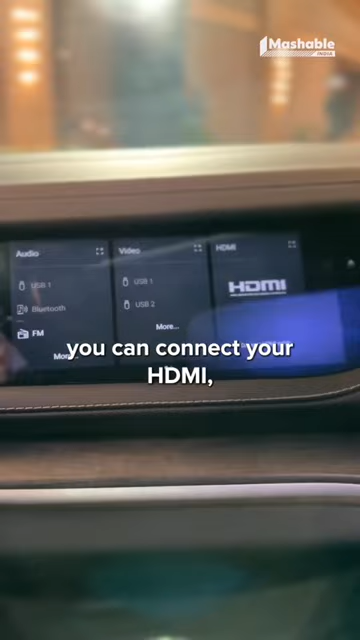 Mashable
INDIA
Audio
Video
HDMI
USB 1
USB 1
HDMI
Bluetooth
USB 2
FM
More...
you can connect your
HDMI,